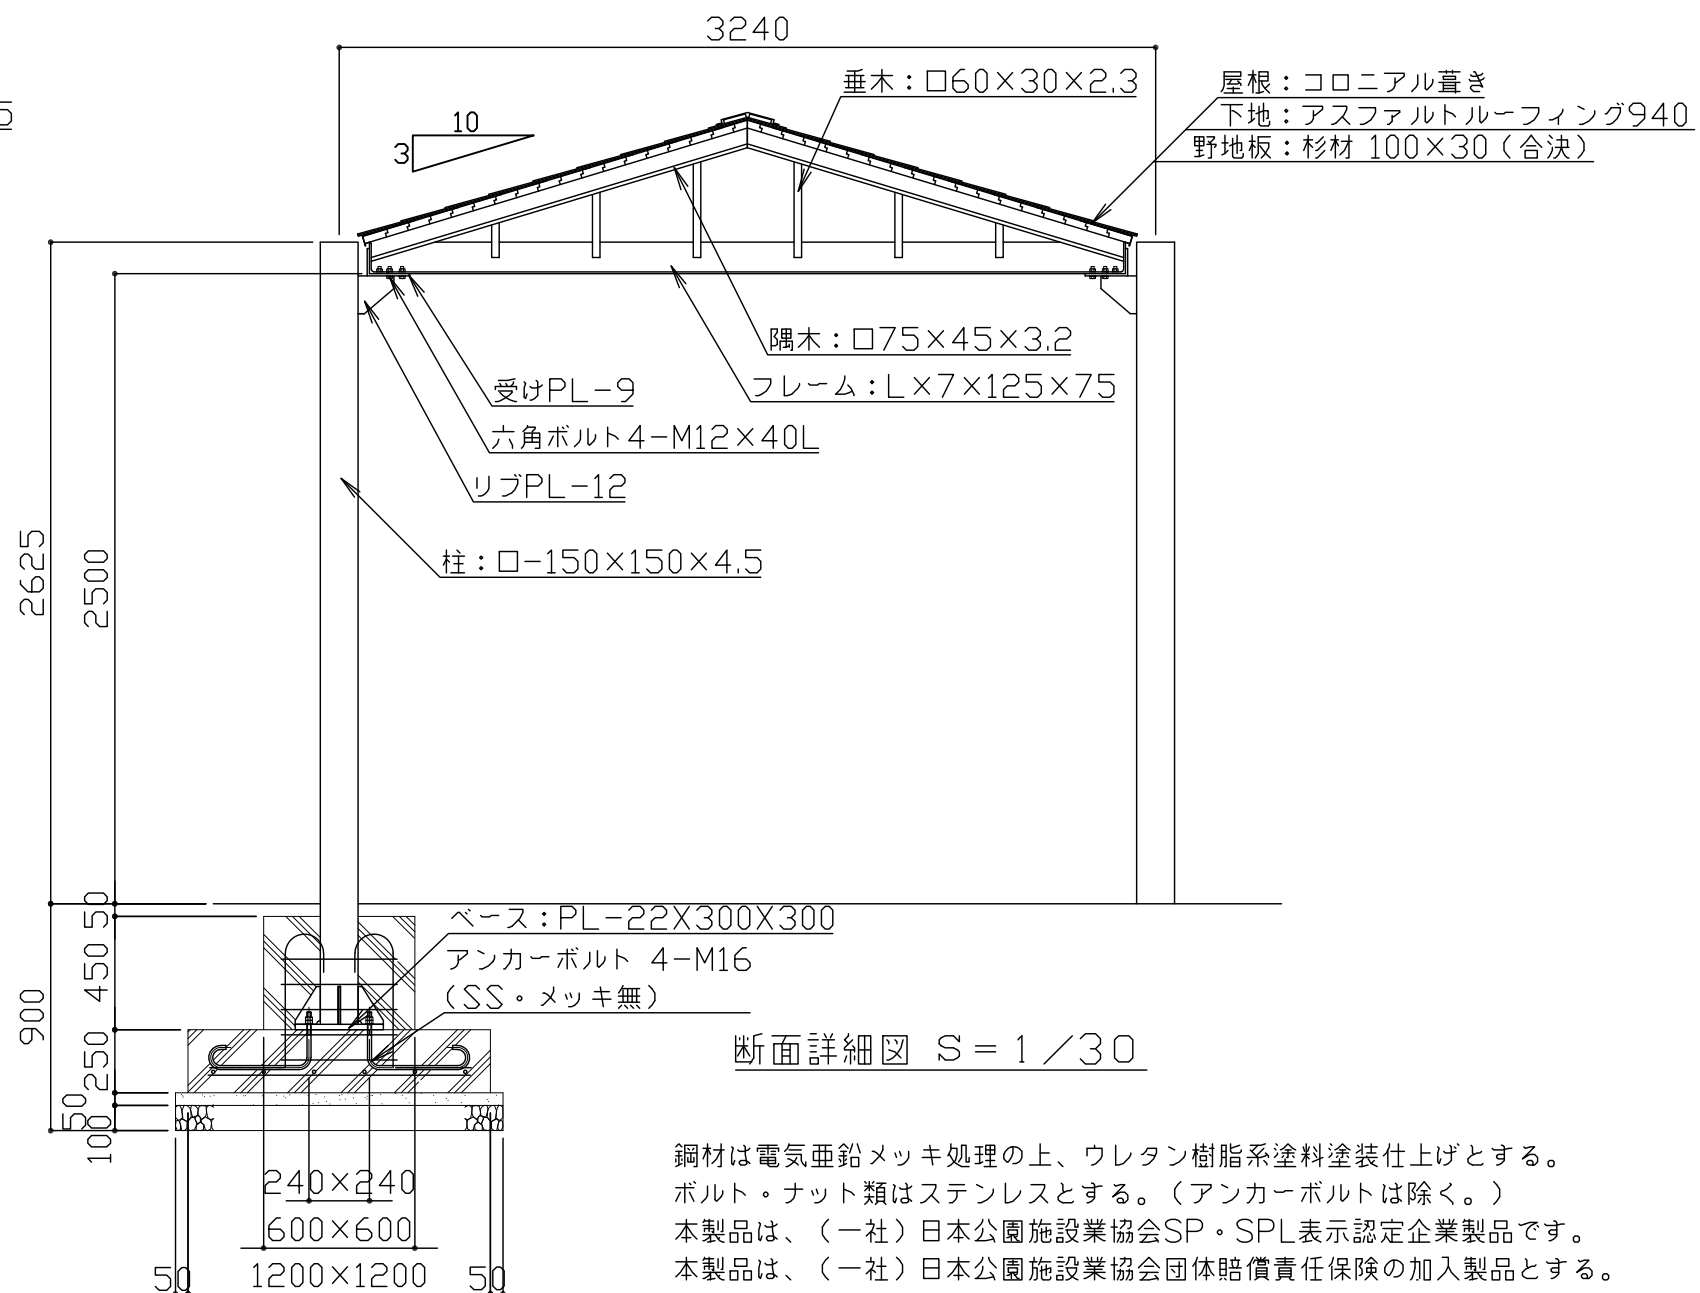 3240
垂木：□60×30×2.3
屋根：コロニアル葺き
下地：アスファルトルーフィング940
野地板：杉材 100×30（合決）
10
3
隅木：□75×45×3.2
フレーム：L×7×125×75
受けPL-9
六角ボルト4-M12×40L
リブPL-12
柱：□-150×150×4.5
2625
2500
50
450
900
250
50
100
ベース：PL-22X300X300
アンカーボルト 4-M16
（SS・メッキ無）
断面詳細図 S=1/30
240×240
600×600
50
1200×1200
50
鋼材は電気亜鉛メッキ処理の上、ウレタン樹脂系塗料塗装仕上げとする。
ボルト・ナット類はステンレスとする。（アンカーボルトは除く。）
本製品は、（一社）日本公園施設業協会SP・SPL表示認定企業製品です。
本製品は、（一社）日本公園施設業協会団体賠償責任保険の加入製品とする。